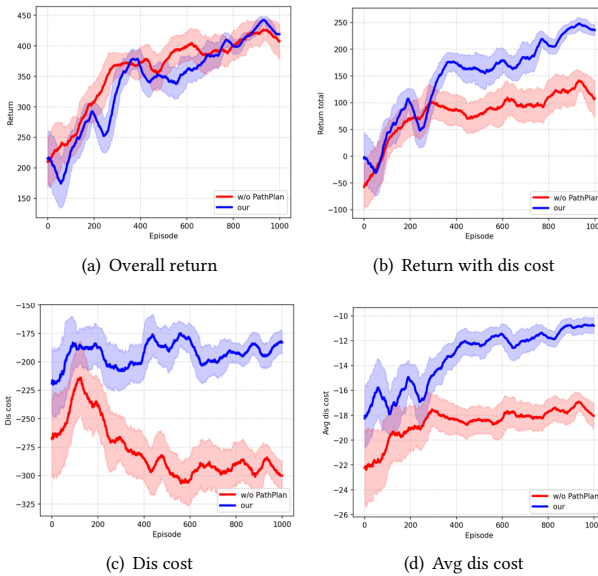 450
400
350
300
250
200
150
Return
0
200
400
600
800
1000
Episode
w/o PathPlan
our
(a) Overall return
250
200
150
100
50
0
−50
−100
Return total
0
200
400
600
800
1000
Episode
w/o PathPlan
our
(b) Return with dis cost
−150
−175
−200
−225
−250
−275
−300
−325
Dis cost
0
200
400
600
800
1000
Episode
w/o PathPlan
our
(c) Dis cost
−10
−12
−14
−16
−18
−20
−22
−24
−26
Avg dis cost
0
200
400
600
800
1000
Episode
w/o PathPlan
our
(d) Avg dis cost